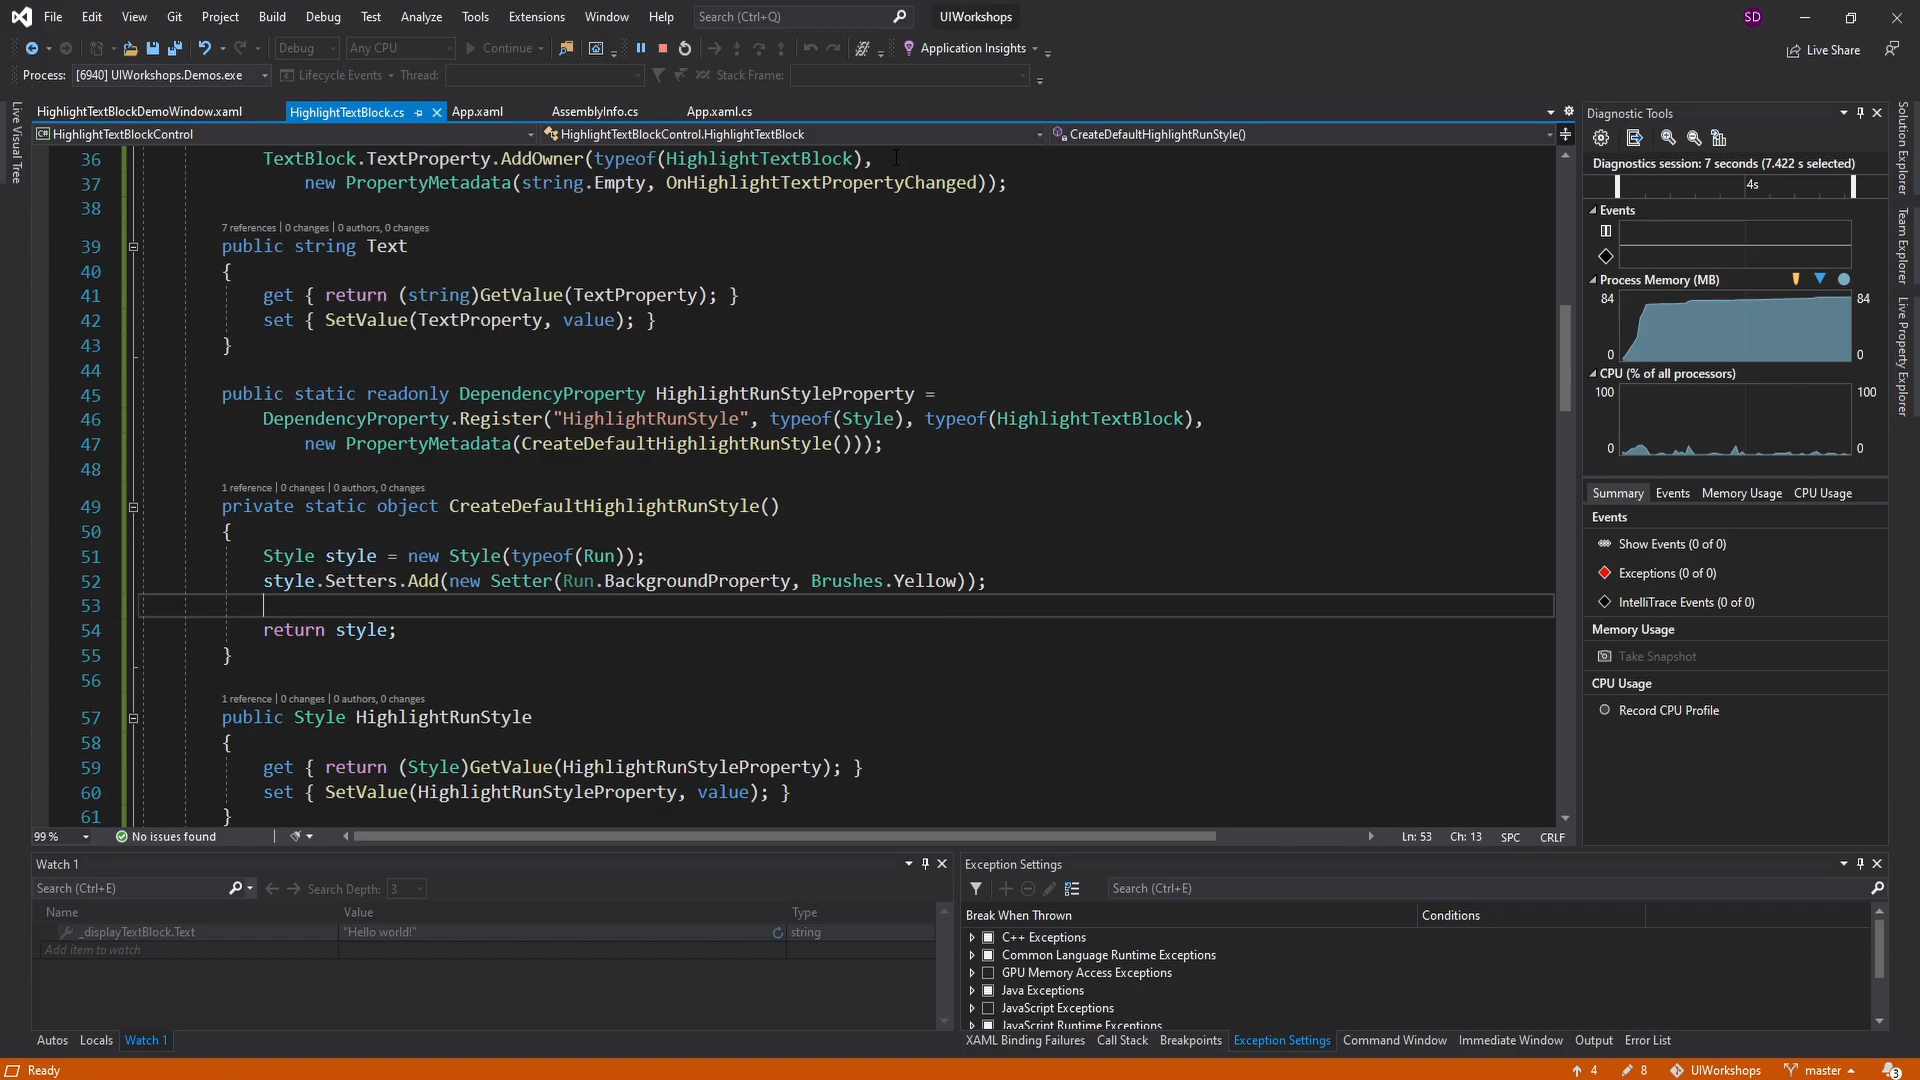 File Edit View Git Project Build Debug Test Analyze Tools Extensions Window Help Search (Ctrl+Q) UIWorkshops SD
Debug Any CPU Continue Application Insights Live Share
Process: [6940] UIWorkshops.Demos.exe Lifecycle Events Thread: Stack Frame:
Live Visual Tree
HighlightTextBlockDemoWindow.xaml HighlightTextBlock.cs App.xaml AssemblyInfo.cs App.xaml.cs
HighlightTextBlockControl HighlightTextBlockControl.HighlightTextBlock CreateDefaultHighlightRunStyle()
36 TextBlock.TextProperty.AddOwner(typeof(HighlightTextBlock),
37 new PropertyMetadata(string.Empty, OnHighlightTextPropertyChanged));
38
7 references | 0 changes | 0 authors, 0 changes
39 public string Text
40 {
41 get { return (string)GetValue(TextProperty); }
42 set { SetValue(TextProperty, value); }
43 }
44
45 public static readonly DependencyProperty HighlightRunStyleProperty =
46 DependencyProperty.Register("HighlightRunStyle", typeof(Style), typeof(HighlightTextBlock),
47 new PropertyMetadata(CreateDefaultHighlightRunStyle()));
48
1 reference | 0 changes | 0 authors, 0 changes
49 private static object CreateDefaultHighlightRunStyle()
50 {
51 Style style = new Style(typeof(Run));
52 style.Setters.Add(new Setter(Run.BackgroundProperty, Brushes.Yellow));
53
54 return style;
55 }
56
1 reference | 0 changes | 0 authors, 0 changes
57 public Style HighlightRunStyle
58 {
59 get { return (Style)GetValue(HighlightRunStyleProperty); }
60 set { SetValue(HighlightRunStyleProperty, value); }
61 }
99 % No issues found Ln: 53 Ch: 13 SPC CRLF
Diagnostic Tools
Diagnostics session: 7 seconds (7.422 s selected)
4s
Events
Process Memory (MB)
84 84
0 0
CPU (% of all processors)
100 100
0 0
Summary Events Memory Usage CPU Usage
Events
Show Events (0 of 0)
Exceptions (0 of 0)
IntelliTrace Events (0 of 0)
Memory Usage
Take Snapshot
CPU Usage
Record CPU Profile
Solution Explorer
Team Explorer
Live Property Explorer
Watch 1
Search (Ctrl+E) Search Depth: 3
Name Value Type
_displayTextBlock.Text "Hello world!" string
Add item to watch
Autos Locals Watch 1
Exception Settings
Search (Ctrl+E)
Break When Thrown Conditions
C++ Exceptions
Common Language Runtime Exceptions
GPU Memory Access Exceptions
Java Exceptions
JavaScript Exceptions
JavaScript Runtime Exceptions
XAML Binding Failures Call Stack Breakpoints Exception Settings Command Window Immediate Window Output Error List
Ready 4 8 UIWorkshops master 3